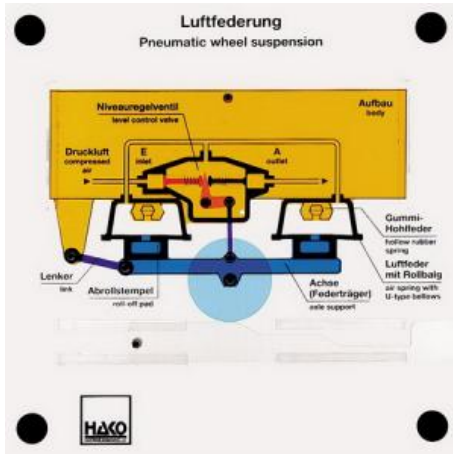 Luftfederung
Pneumatic wheel suspension
Niveauregelventil
level control valve
Aufbau
body
Druckluft
compressed
air
E
inlet
A
outlet
Gummi-
Hohlfeder
hollow rubber
spring
Luftfeder
mit Rollbalg
air spring with
U-type bellows
Lenker
link
Abrollstempel
roll-off pad
Achse
(Federträger)
axle support
HAKO